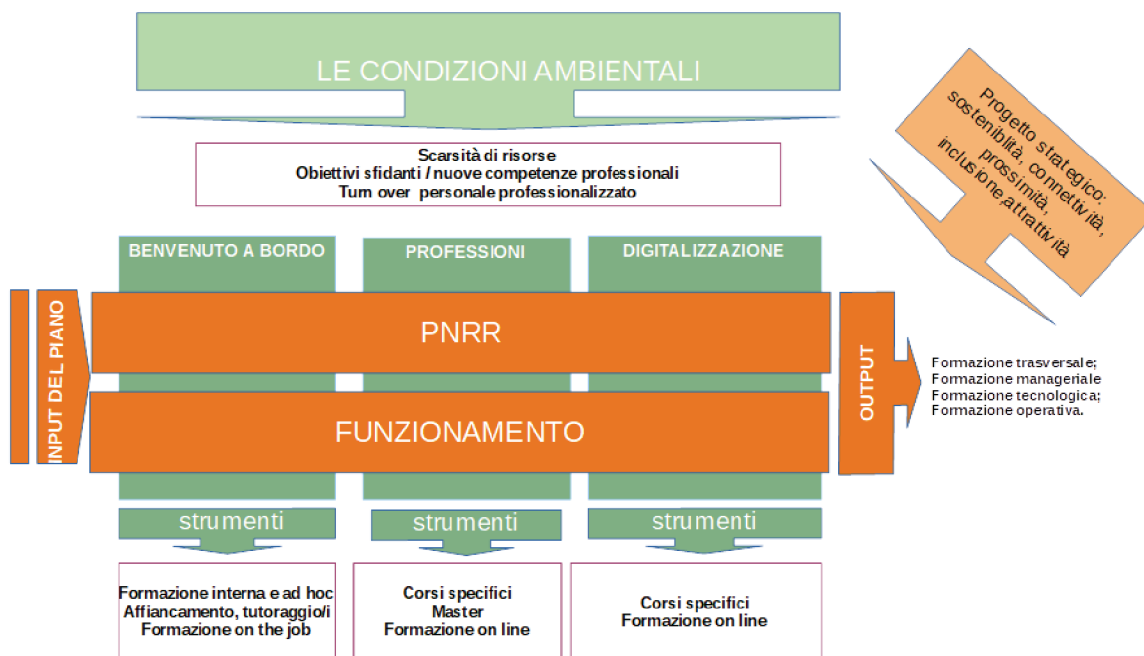 LE CONDIZIONI AMBIENTALI
Progetto strategico:
sosteniblità, connettività,
prossimità,
inclusione,attrattività
Scarsità di risorse
Obiettivi sfidanti / nuove competenze professionali
Turn over personale professionalizzato
BENVENUTO A BORDO
PROFESSIONI
DIGITALIZZAZIONE
INPUT DEL PIANO
PNRR
FUNZIONAMENTO
OUTPUT
Formazione trasversale;
Formazione manageriale
Formazione tecnologica;
Formazione operativa.
strumenti
strumenti
strumenti
Formazione interna e ad hoc
Affiancamento, tutoraggio/i
Formazione on the job
Corsi specifici
Master
Formazione on line
Corsi specifici
Formazione on line